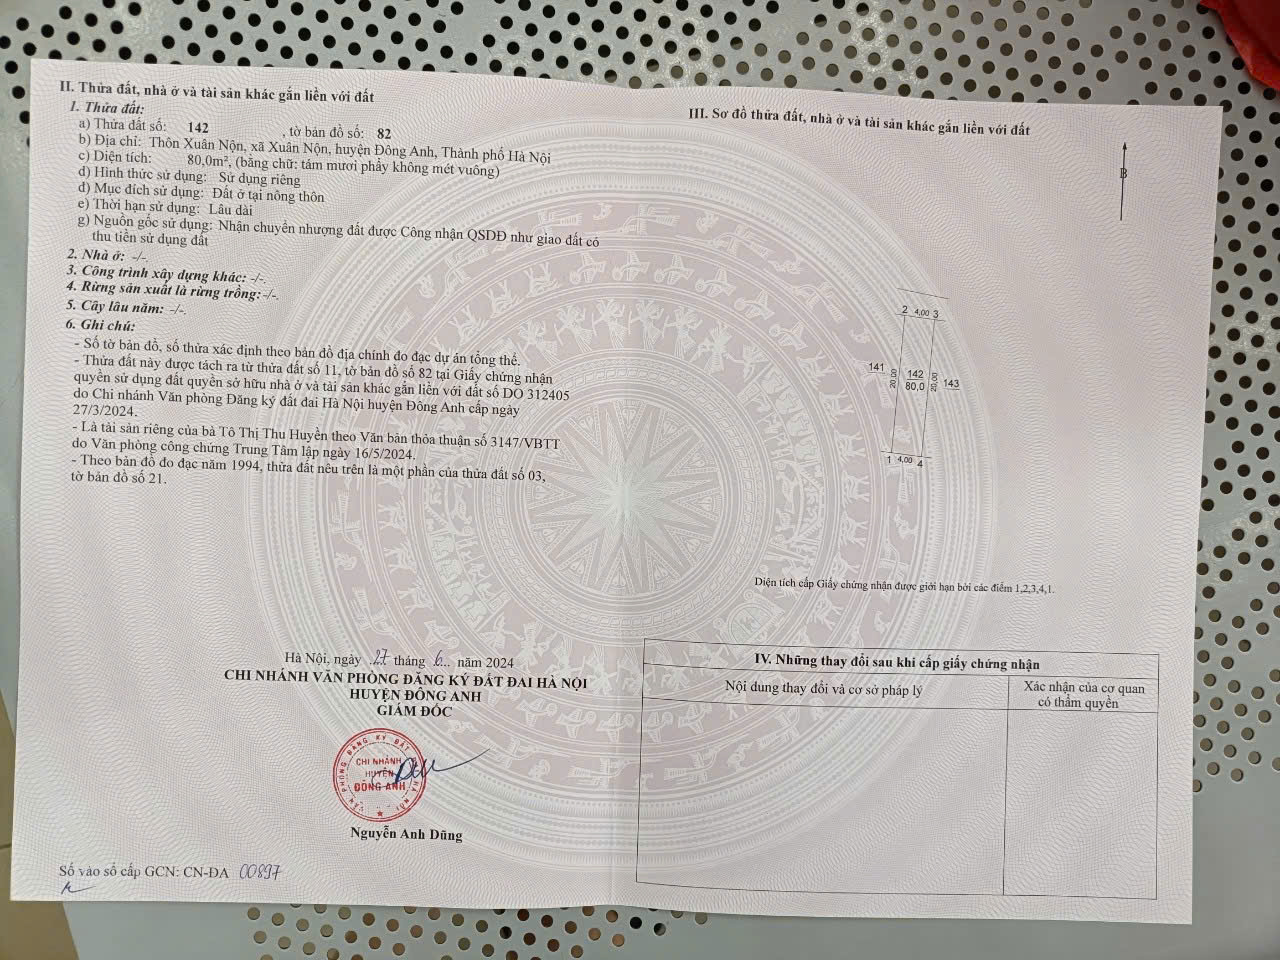 II. Thửa đất, nhà ở và tài sản khác gắn liền với đất
1. Thửa đất:
a) Thửa đất số: 142 , tờ bản đồ số: 82
b) Địa chỉ: Thôn Xuân Nộn, xã Xuân Nộn, huyện Đông Anh, Thành phố Hà Nội
c) Diện tích: 80,0m², (bằng chữ: tám mươi phẩy không mét vuông)
d) Hình thức sử dụng: Sử dụng riêng
đ) Mục đích sử dụng: Đất ở tại nông thôn
e) Thời hạn sử dụng: Lâu dài
g) Nguồn gốc sử dụng: Nhận chuyển nhượng đất được Công nhận QSDĐ như giao đất có
thu tiền sử dụng đất
2. Nhà ở: -/-.
3. Công trình xây dựng khác: -/-.
4. Rừng sản xuất là rừng trồng: -/-.
5. Cây lâu năm: -/-.
6. Ghi chú:
- Số tờ bản đồ, số thửa xác định theo bản đồ địa chính đo đạc dự án tổng thể.
- Thửa đất này được tách ra từ thửa đất số 11, tờ bản đồ số 82 tại Giấy chứng nhận
quyền sử dụng đất quyền sở hữu nhà ở và tài sản khác gắn liền với đất số DO 312405
do Chi nhánh Văn phòng Đăng ký đất đai Hà Nội huyện Đông Anh cấp ngày
27/3/2024.
- Là tài sản riêng của bà Tô Thị Thu Huyền theo Văn bản thỏa thuận số 3147/VBTT
do Văn phòng công chứng Trung Tâm lập ngày 16/5/2024.
- Theo bản đồ đo đạc năm 1994, thửa đất nêu trên là một phần của thửa đất số 03,
tờ bản đồ số 21.
Hà Nội, ngày 27 tháng 6 năm 2024
CHI NHÁNH VĂN PHÒNG ĐĂNG KÝ ĐẤT ĐAI HÀ NỘI
HUYỆN ĐÔNG ANH
GIÁM ĐỐC
VĂN PHÒNG ĐĂNG KÝ ĐẤT ĐAI HÀ NỘI
CHI NHÁNH
HUYỆN
ĐÔNG ANH
Nguyễn Anh Dũng
Số vào sổ cấp GCN: CN-ĐA 00897
III. Sơ đồ thửa đất, nhà ở và tài sản khác gắn liền với đất
B
2 4,00 3
141 20,00 142 20,00 143
80,0
1 4,00 4
Diện tích cấp Giấy chứng nhận được giới hạn bởi các điểm 1,2,3,4,1.
IV. Những thay đổi sau khi cấp giấy chứng nhận
Nội dung thay đổi và cơ sở pháp lý
Xác nhận của cơ quan
có thẩm quyền